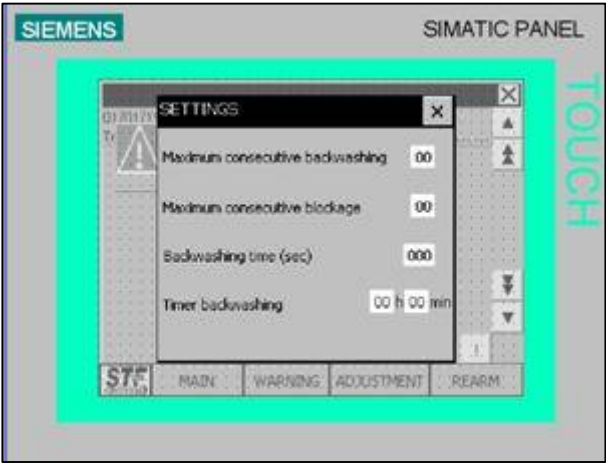 SIEMENS
SIMATIC PANEL
TOUCH
SETTINGS
Maximum consecutive backwashing 00
Maximum consecutive blockage 00
Backwashing time (sec) 000
Timer backwashing 00 h 00 min
STF MAIN WARNING ADJUSTMENT REARM